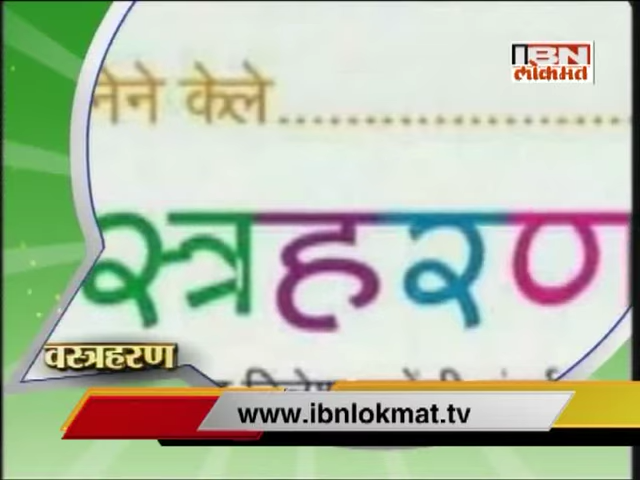 IBN
लोकमत
नेने केले.....................
स्त्रहरण
वस्त्रहरण
www.ibnlokmat.tv